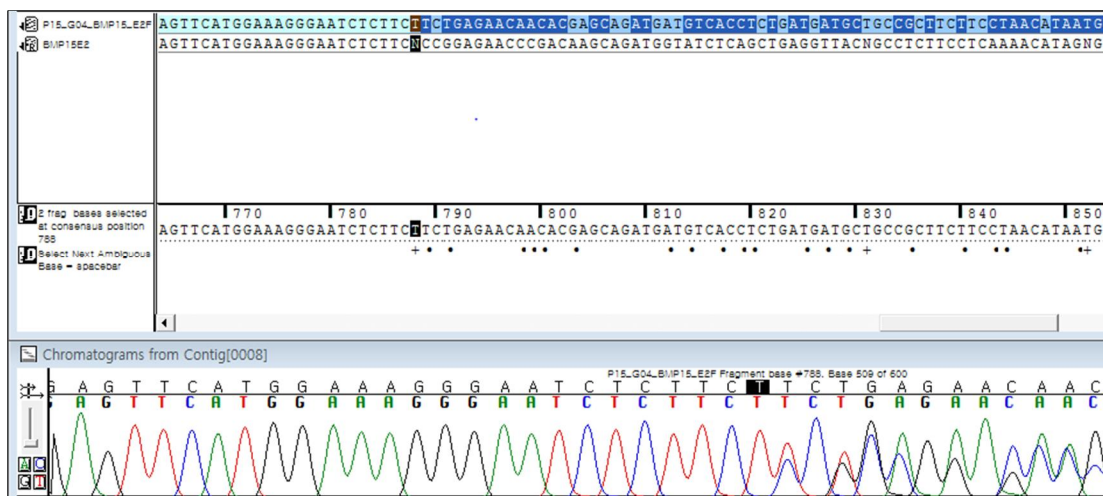 P15_G04_BMP15_E2F AGTTCATGGAAAGGGAATCTCTTCTTCTGAGAACAACACGAGCAGATGATGTCACCTCTGATGATGCTGCCGCTTCTTCCTAACATAATG
BMP15E2 AGTTCATGGAAAGGGAATCTCTTCNCCGGAGAACCCGACAAGCAGATGGTATCTCAGCTGAGGTTACNGCCTCTTCCTCAAAACATAGNG
2 frag bases selected
at consensus position
788
770 780 790 800 810 820 830 840 850
AGTTCATGGAAAGGGAATCTCTTCTTCTGAGAACAACACGAGCAGATGATGTCACCTCTGATGATGCTGCCGCTTCTTCCTAACATAATG
Select Next Ambiguous
Base = spacebar
Chromatograms from Contig[0008]
P15_G04_BMP15_E2F Fragment base #788. Base 509 of 600
G A G T T C A T G G A A A G G G A A T C T C T T C T T C T G A G A A C A A C
A G T T C A T G G A A A G G G A A T C T C T T C T T C T G A G A A C A A C
A C
G T